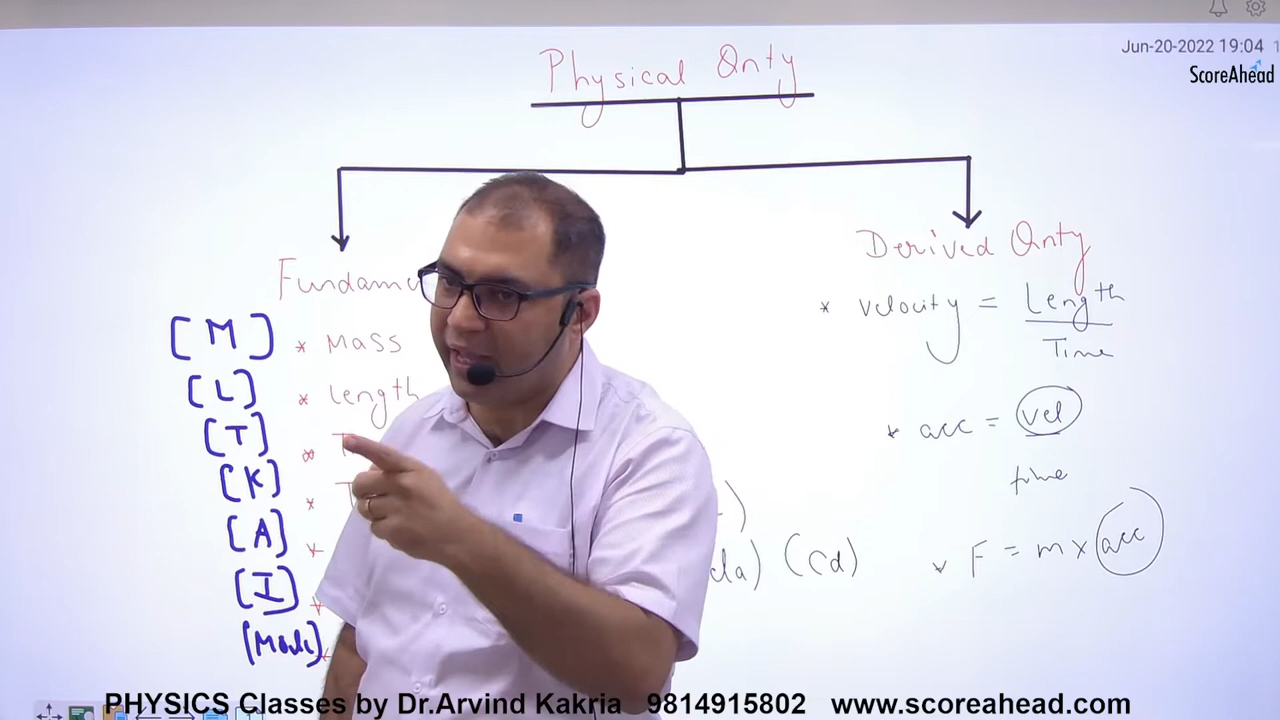 Jun-20-2022 19:04
ScoreAhead
Physical Qnty
Fundame
[M] * Mass
[L] * Length
[T] * T
[K] * T
[A] *
[I] *
[Mole] *
(Cd)
Derived Qnty
* velocity = Length
Time
* acc = vel
time
* F = m x acc
PHYSICS Classes by Dr.Arvind Kakria 9814915802 www.scoreahead.com